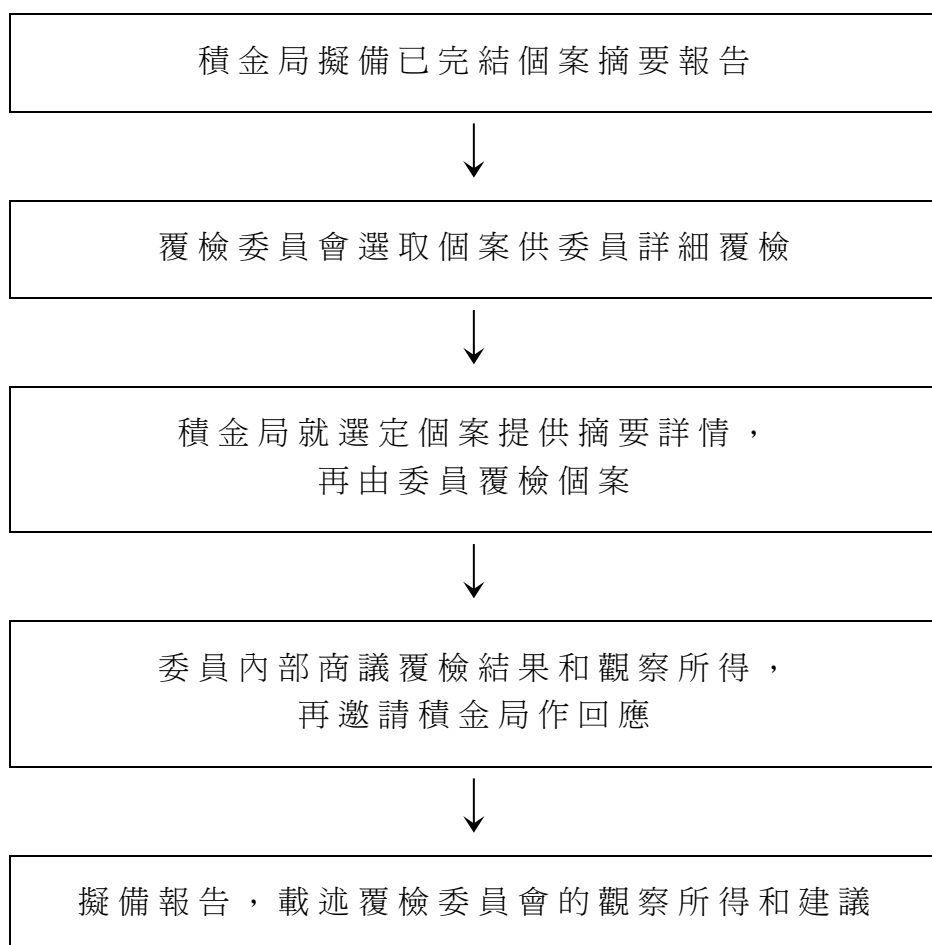 積金局擬備已完結個案摘要報告
覆檢委員會選取個案供委員詳細覆檢
積金局就選定個案提供摘要詳情，
再由委員覆檢個案
委員內部商議覆檢結果和觀察所得，
再邀請積金局作回應
擬備報告，載述覆檢委員會的觀察所得和建議